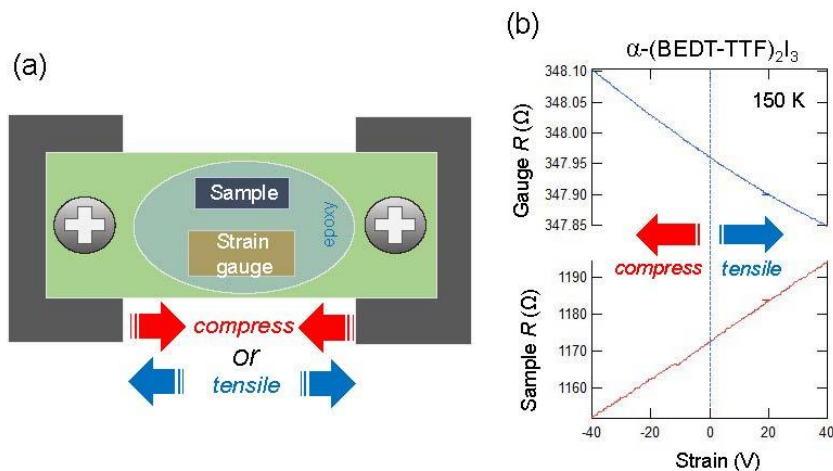 (a)
Sample
Strain
gauge
epoxy
compress
or
tensile
(b)
α-(BEDT-TTF)₂I₃
150 K
Gauge R (Ω)
348.10
348.05
348.00
347.95
347.90
347.85
compress
tensile
Sample R (Ω)
1190
1180
1170
1160
-40
-20
0
20
40
Strain (V)